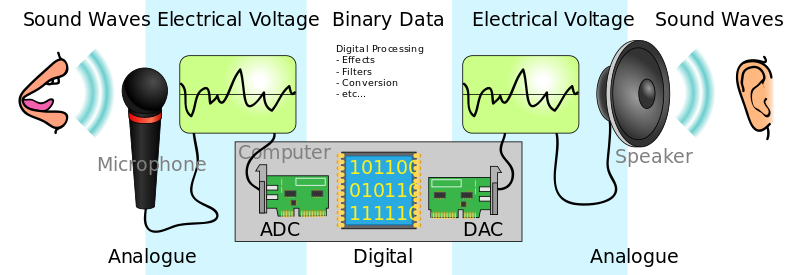 Sound Waves
Electrical Voltage
Binary Data
Electrical Voltage
Sound Waves
Digital Processing
- Effects
- Filters
- Conversion
- etc...
Microphone
Computer
Speaker
101100
010110
111110
ADC
DAC
Analogue
Digital
Analogue